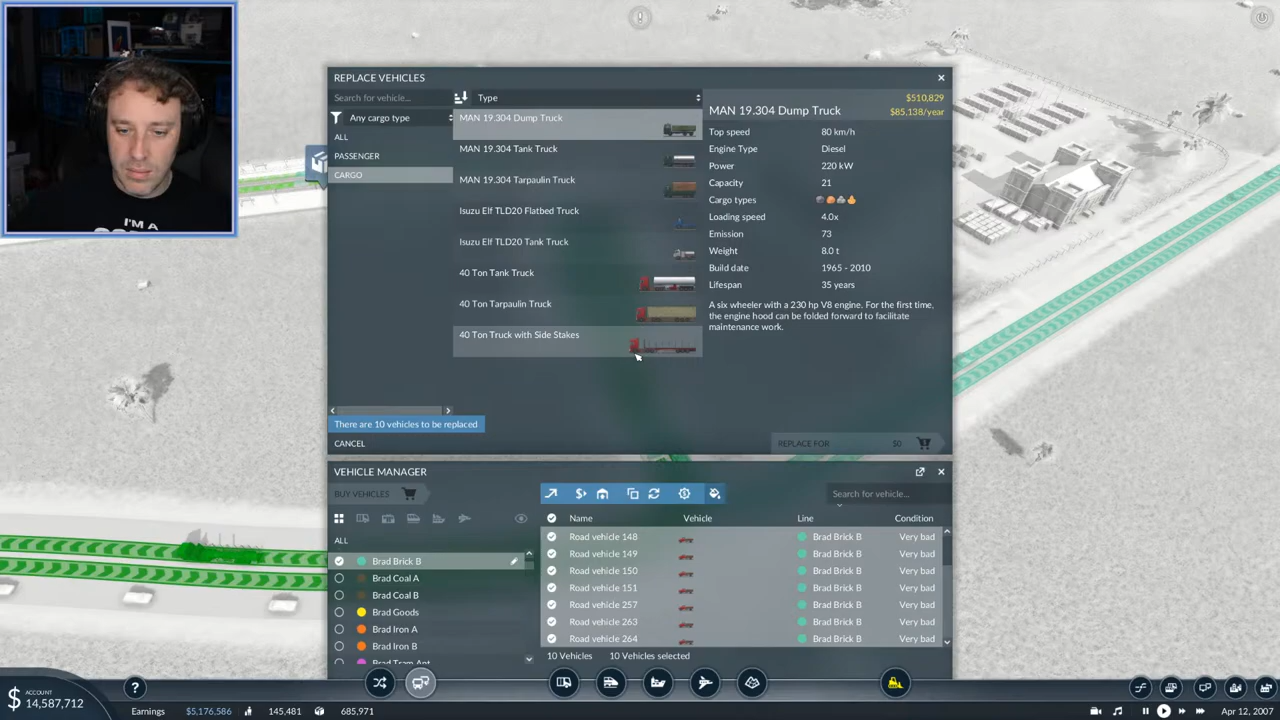 I'M A
REPLACE VEHICLES
Search for vehicle...
Type
Any cargo type
ALL
PASSENGER
CARGO
MAN 19.304 Dump Truck
MAN 19.304 Tank Truck
MAN 19.304 Tarpaulin Truck
Isuzu Elf TLD20 Flatbed Truck
Isuzu Elf TLD20 Tank Truck
40 Ton Tank Truck
40 Ton Tarpaulin Truck
40 Ton Truck with Side Stakes
$510,829
MAN 19.304 Dump Truck
$85,138/year
Top speed 80 km/h
Engine Type Diesel
Power 220 kW
Capacity 21
Cargo types
Loading speed 4.0x
Emission 73
Weight 8.0 t
Build date 1965 - 2010
Lifespan 35 years
A six wheeler with a 230 hp V8 engine. For the first time,
the engine hood can be folded forward to facilitate
maintenance work.
There are 10 vehicles to be replaced
CANCEL
REPLACE FOR $0
VEHICLE MANAGER
BUY VEHICLES
Search for vehicle...
ALL
Brad Brick B
Brad Coal A
Brad Coal B
Brad Goods
Brad Iron A
Brad Iron B
Brad Tram Apt
Name Vehicle Line Condition
Road vehicle 148 Brad Brick B Very bad
Road vehicle 149 Brad Brick B Very bad
Road vehicle 150 Brad Brick B Very bad
Road vehicle 151 Brad Brick B Very bad
Road vehicle 257 Brad Brick B Very bad
Road vehicle 263 Brad Brick B Very bad
Road vehicle 264 Brad Brick B Very bad
10 Vehicles 10 Vehicles selected
$ ACCOUNT
14,587,712
?
Earnings $5,176,586 145,481 685,971
Apr 12, 2007